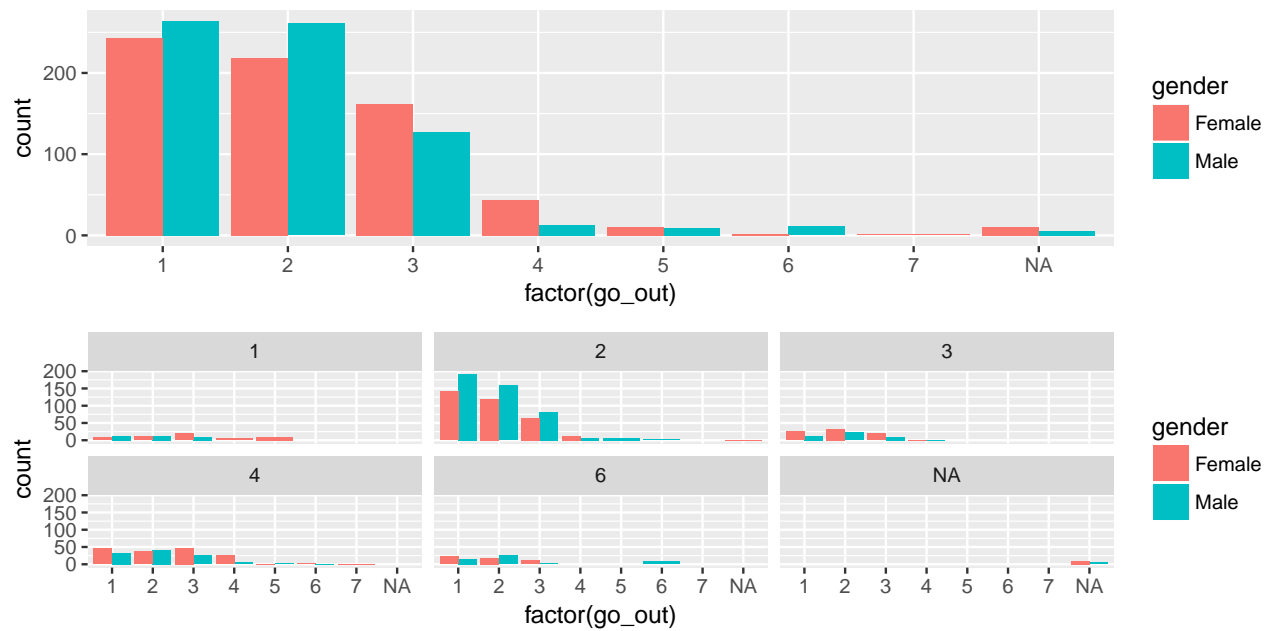 200
100
0
count
1 2 3 4 5 6 7 NA
factor(go_out)
gender
Female
Male
1 2 3
200
150
100
50
0
4 6 NA
200
150
100
50
0
count
1 2 3 4 5 6 7 NA 1 2 3 4 5 6 7 NA 1 2 3 4 5 6 7 NA
factor(go_out)
gender
Female
Male